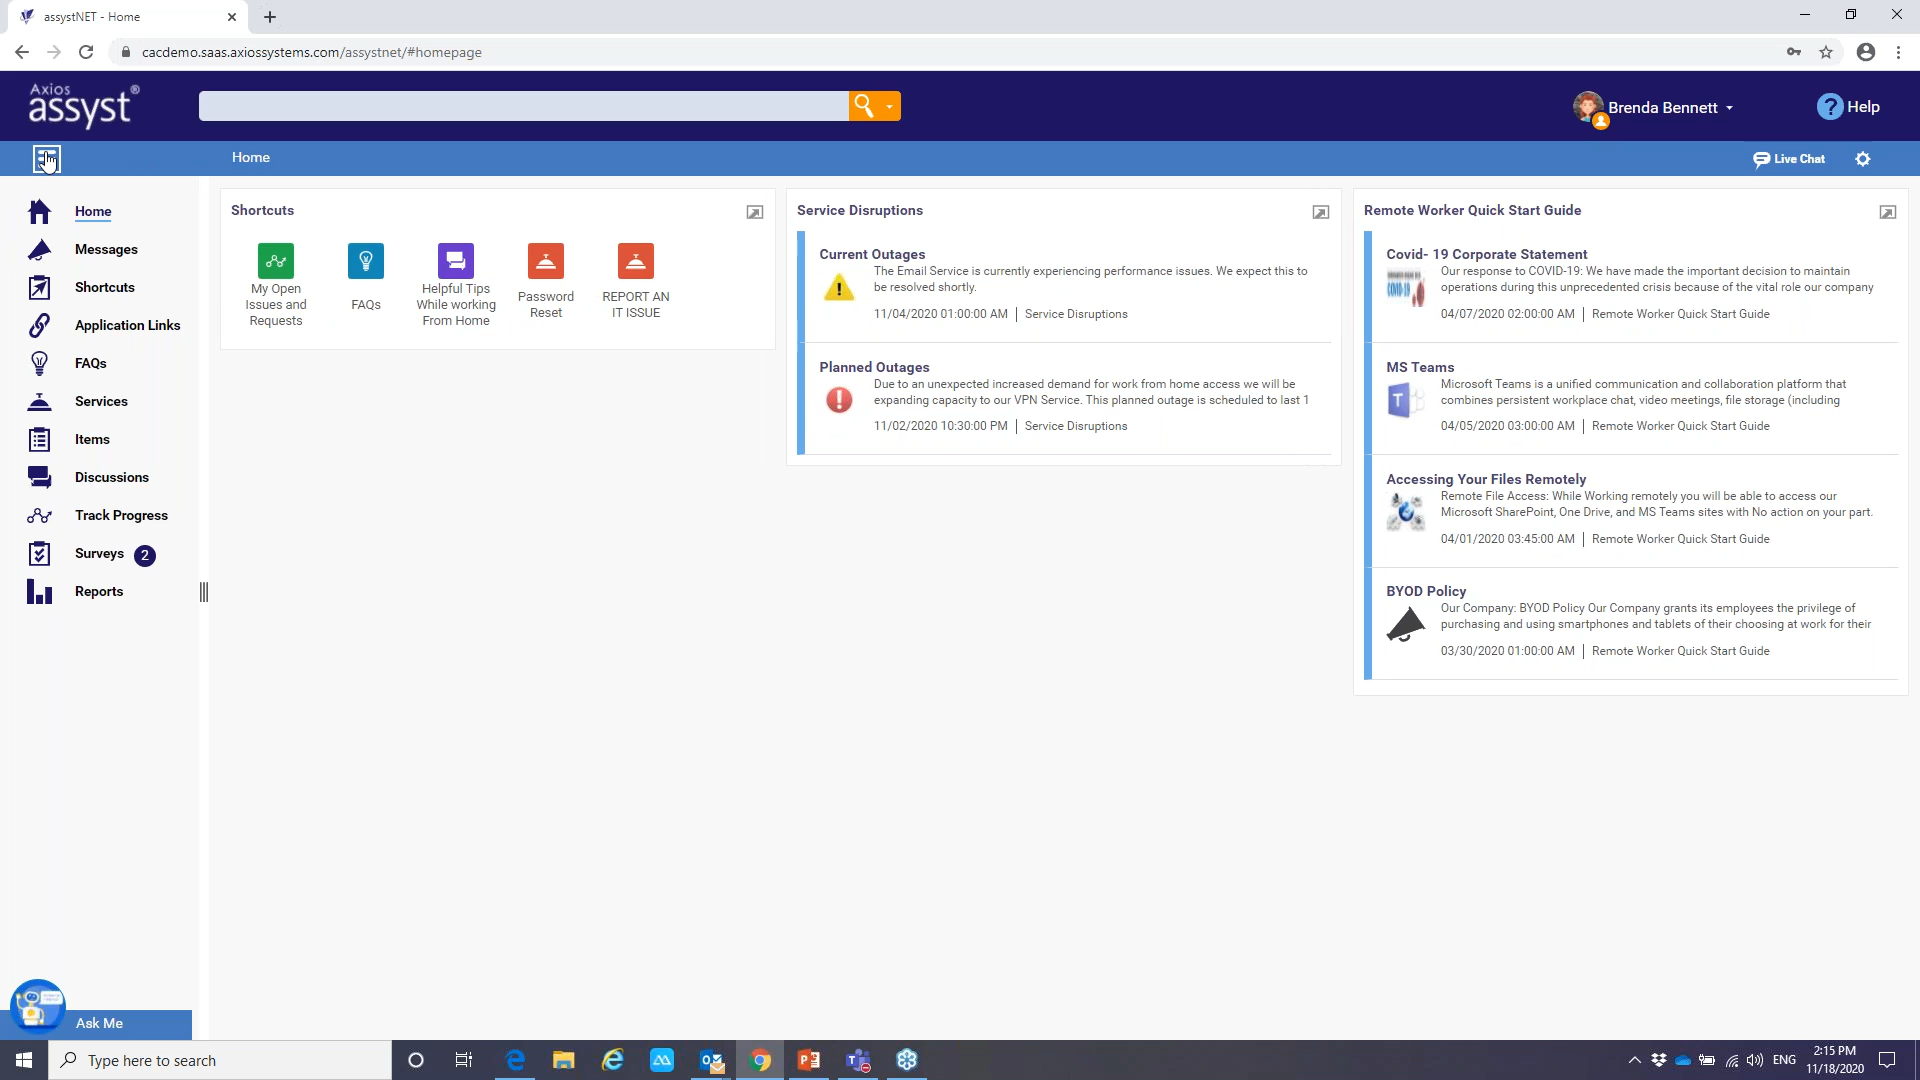 assystNET - Home
cacdemo.saas.axiossystems.com/assystnet/#homepage
Axios
assyst®
Brenda Bennett
? Help
Home
Live Chat
Home
Messages
Shortcuts
Application Links
FAQs
Services
Items
Discussions
Track Progress
Surveys 2
Reports
Ask Me
Shortcuts
My Open
Issues and
Requests
FAQs
Helpful Tips
While working
From Home
Password
Reset
REPORT AN
IT ISSUE
Service Disruptions
Current Outages
The Email Service is currently experiencing performance issues. We expect this to
be resolved shortly.
11/04/2020 01:00:00 AM | Service Disruptions
Planned Outages
Due to an unexpected increased demand for work from home access we will be
expanding capacity to our VPN Service. This planned outage is scheduled to last 1
11/02/2020 10:30:00 PM | Service Disruptions
Remote Worker Quick Start Guide
Covid- 19 Corporate Statement
Our response to COVID-19: We have made the important decision to maintain
operations during this unprecedented crisis because of the vital role our company
04/07/2020 02:00:00 AM | Remote Worker Quick Start Guide
MS Teams
Microsoft Teams is a unified communication and collaboration platform that
combines persistent workplace chat, video meetings, file storage (including
04/05/2020 03:00:00 AM | Remote Worker Quick Start Guide
Accessing Your Files Remotely
Remote File Access: While Working remotely you will be able to access our
Microsoft SharePoint, One Drive, and MS Teams sites with No action on your part.
04/01/2020 03:45:00 AM | Remote Worker Quick Start Guide
BYOD Policy
Our Company: BYOD Policy Our Company grants its employees the privilege of
purchasing and using smartphones and tablets of their choosing at work for their
03/30/2020 01:00:00 AM | Remote Worker Quick Start Guide
Type here to search
ENG
2:15 PM
11/18/2020